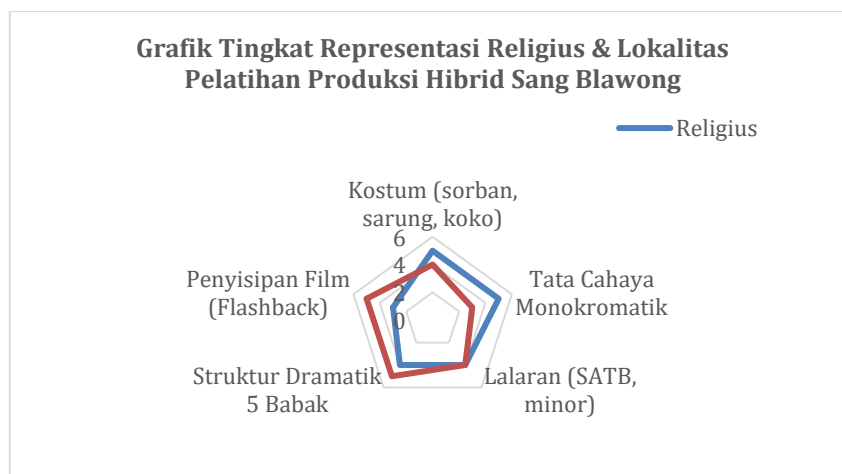 Grafik Tingkat Representasi Religius & Lokalitas
Pelatihan Produksi Hibrid Sang Blawong
Religius
Kostum (sorban,
sarung, koko)
6
4
2
0
Penyisipan Film
(Flashback)
Tata Cahaya
Monokromatik
Struktur Dramatik
5 Babak
Lalaran (SATB,
minor)